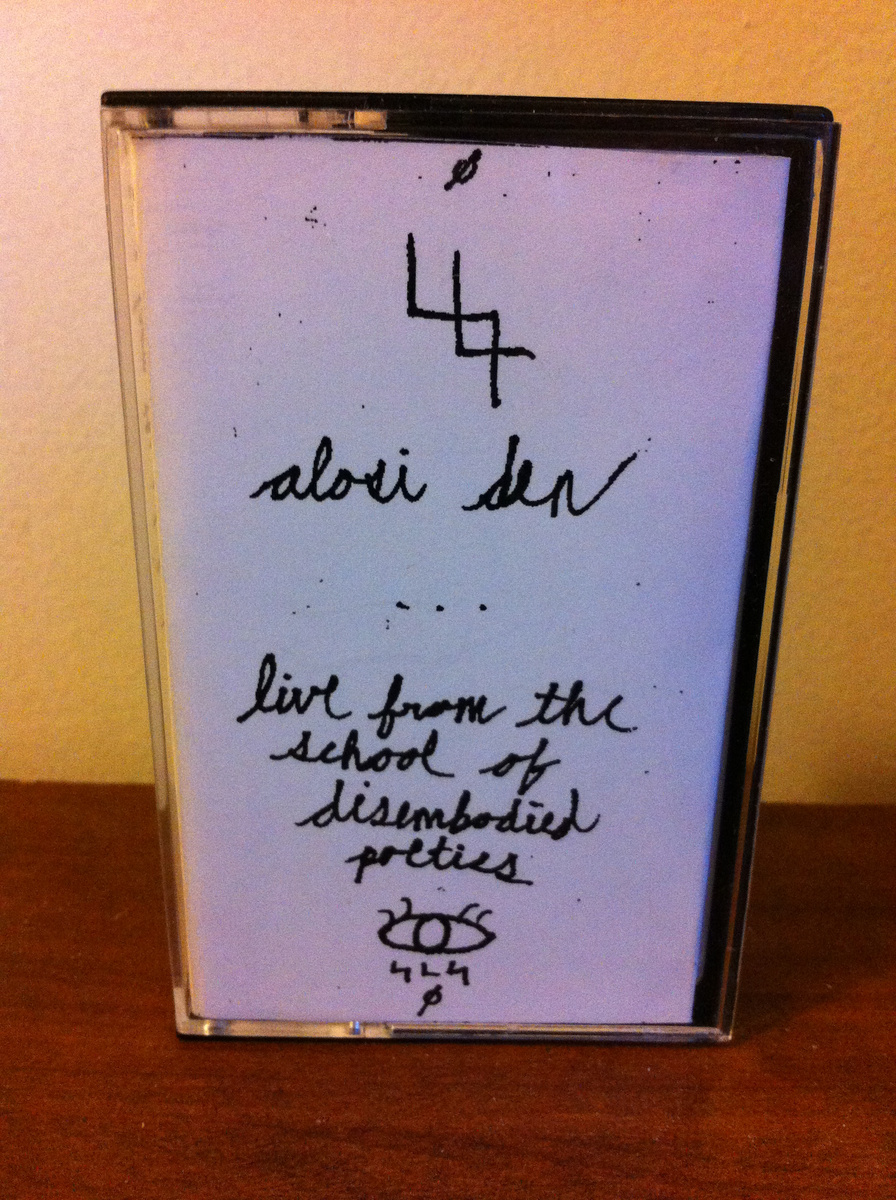 ø
alosi den
...
live from the
school of
disembodied
poetics
ø